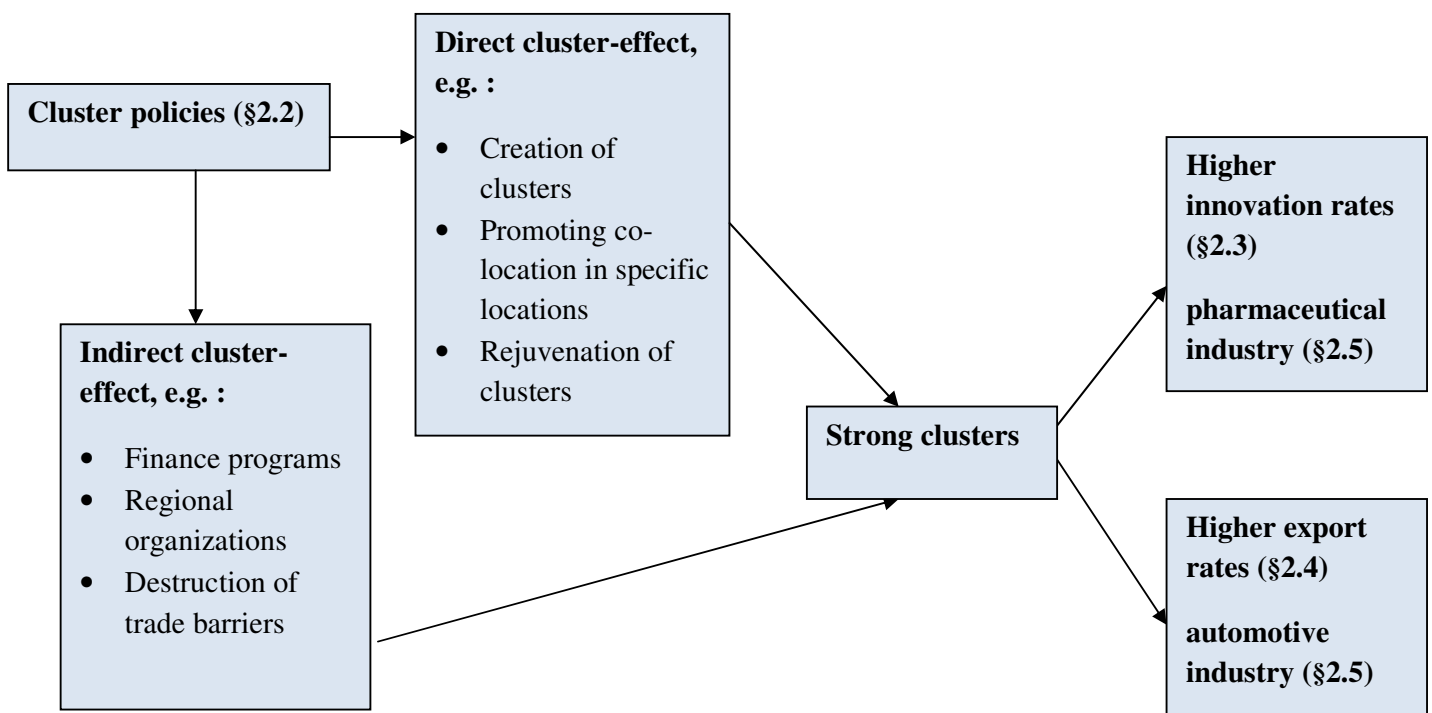 Cluster policies (§2.2)
Direct cluster-effect,
e.g. :
• Creation of
clusters
• Promoting co-
location in specific
locations
• Rejuvenation of
clusters
Indirect cluster-
effect, e.g. :
• Finance programs
• Regional
organizations
• Destruction of
trade barriers
Strong clusters
Higher
innovation rates
(§2.3)
pharmaceutical
industry (§2.5)
Higher export
rates (§2.4)
automotive
industry (§2.5)